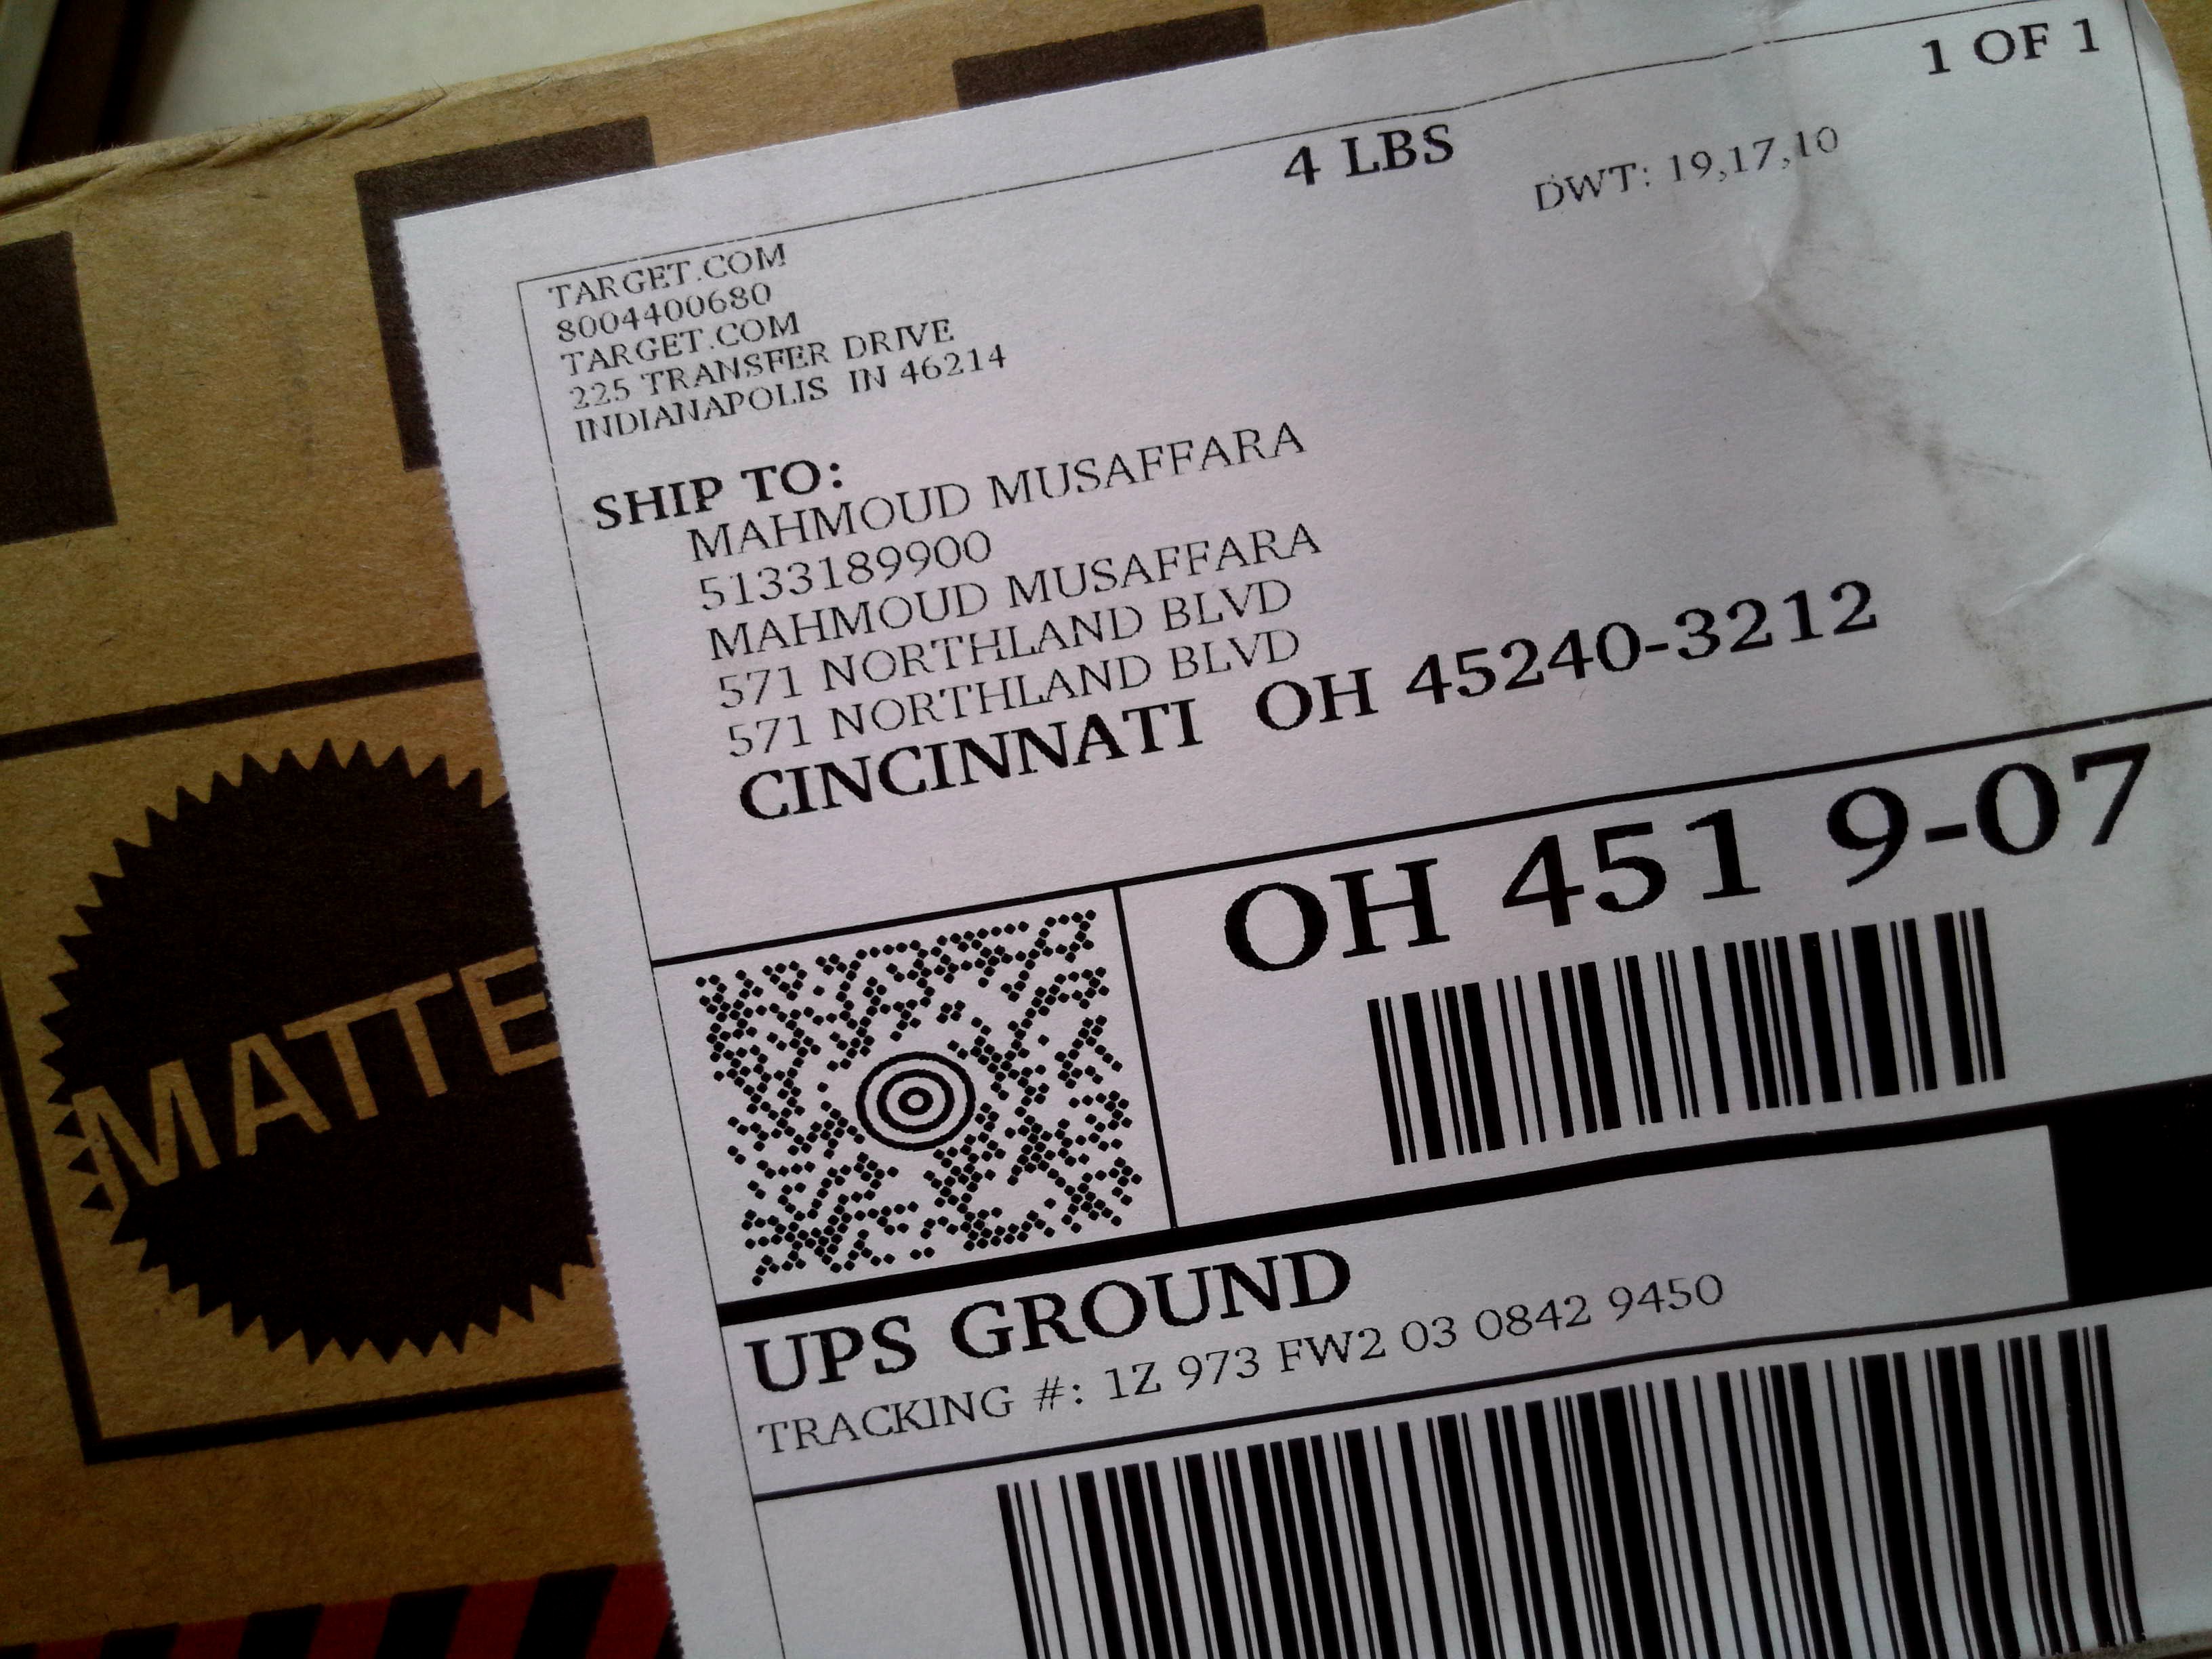 1 OF 1
4 LBS
DWT: 19,17,10
TARGET.COM
8004400680
TARGET.COM
225 TRANSFER DRIVE
INDIANAPOLIS IN 46214
SHIP TO:
MAHMOUD MUSAFFARA
5133189900
MAHMOUD MUSAFFARA
571 NORTHLAND BLVD
571 NORTHLAND BLVD
CINCINNATI OH 45240-3212
OH 451 9-07
UPS GROUND
TRACKING #: 1Z 973 FW2 03 0842 9450
MATTE